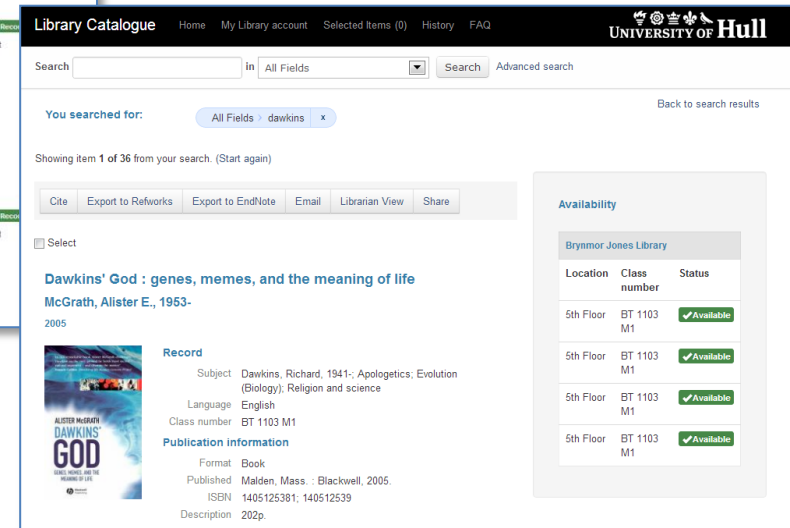 Library Catalogue Home My Library account Selected Items (0) History FAQ UNIVERSITY OF Hull
Search in All Fields Search Advanced search
You searched for: All Fields > dawkins x Back to search results
Showing item 1 of 36 from your search. (Start again)
Cite Export to Refworks Export to EndNote Email Librarian View Share
Select
Dawkins' God : genes, memes, and the meaning of life
McGrath, Alister E., 1953-
2005
ALISTER McGRATH
DAWKINS'
GOD
GENES, MEMES, AND THE
MEANING OF LIFE
Record
Subject Dawkins, Richard, 1941-; Apologetics; Evolution
(Biology); Religion and science
Language English
Class number BT 1103 M1
Publication information
Format Book
Published Malden, Mass. : Blackwell, 2005.
ISBN 1405125381; 140512539
Description 202p.
Availability
Brynmor Jones Library
Location Class number Status
5th Floor BT 1103 M1 Available
5th Floor BT 1103 M1 Available
5th Floor BT 1103 M1 Available
5th Floor BT 1103 M1 Available